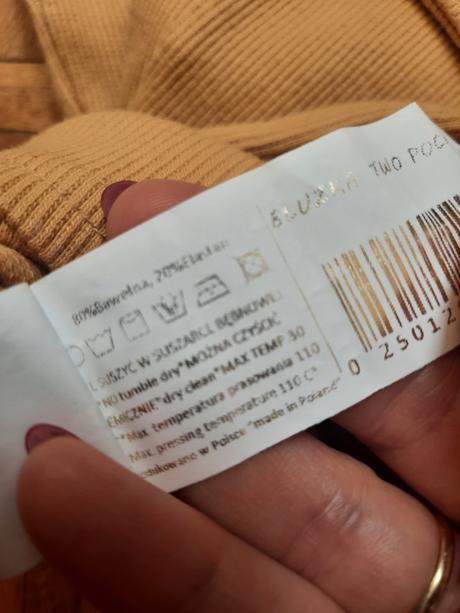 BLUZKA TWO POC
80%Bawełna, 20%Elastan
SUSZYĆ W SUSZARCE BĘBNOWEJ
NO tumble dry*MOŻNA CZYŚCIĆ
EMICZNIE*dry clean*MAX TEMP 30
*Max. temperatura prasowania 110
Max. pressing temperature 110 C°
odukowano w Polsce "made in Poland"
0 25012